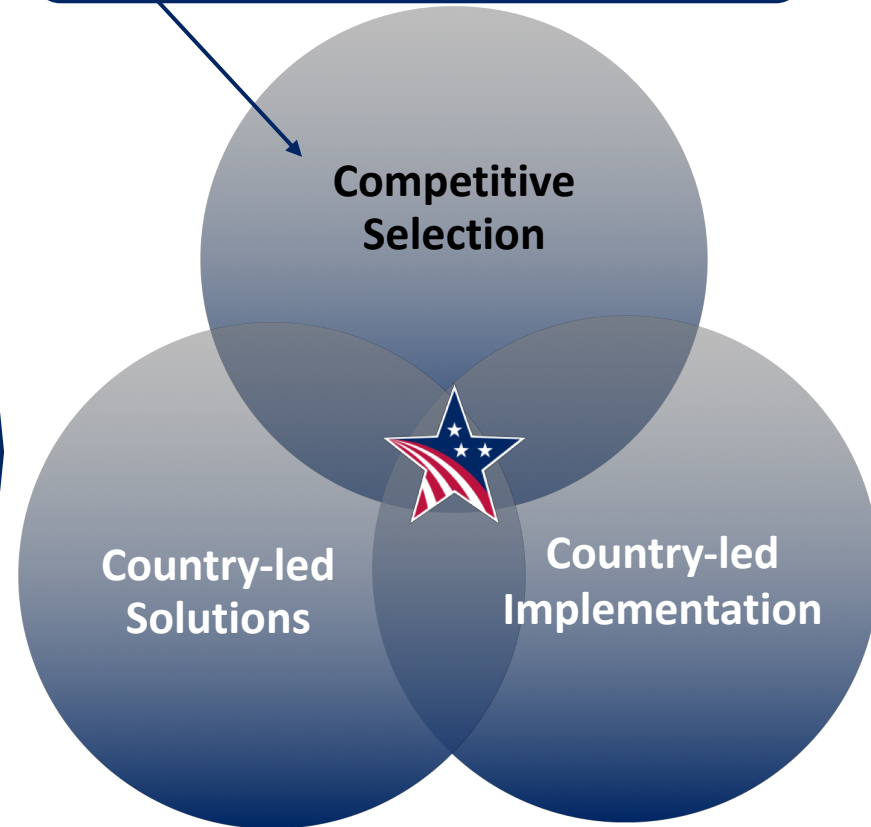 Competitive
Selection
Country-led
Solutions
Country-led
Implementation